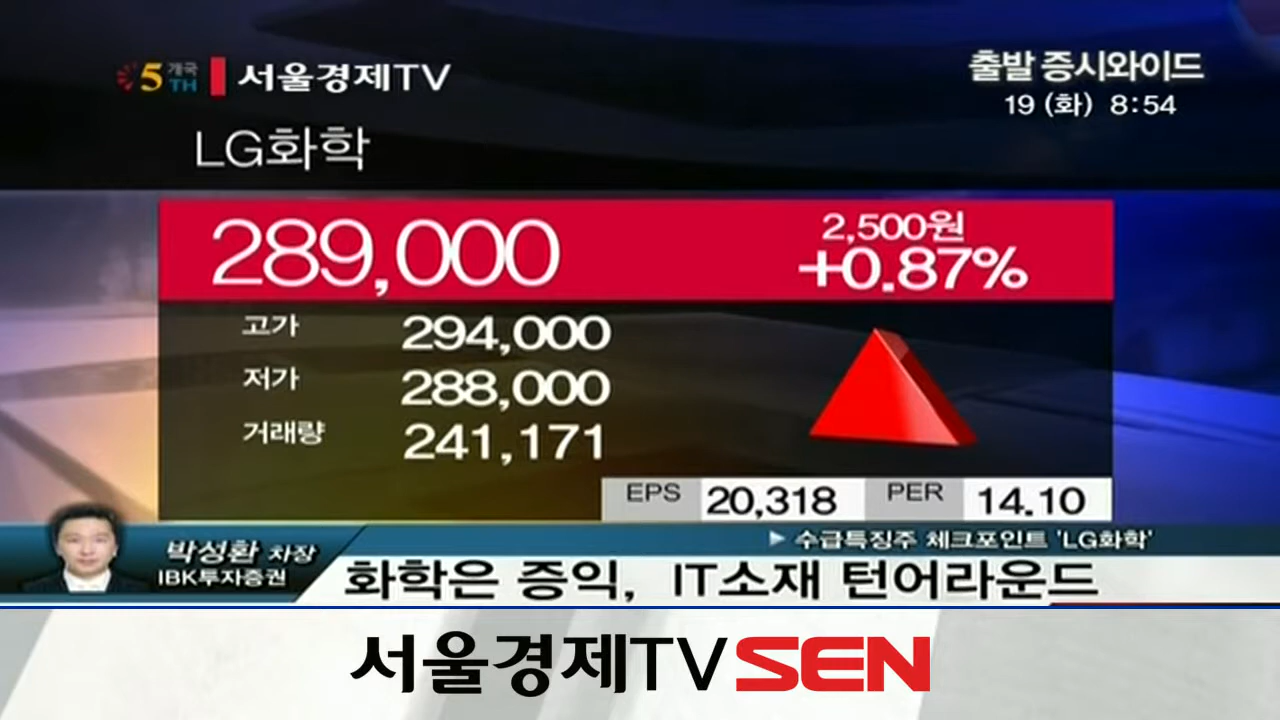 5TH 개국 서울경제TV
출발 증시와이드
19 (화) 8:54
LG화학
289,000
2,500원
+0.87%
고가 294,000
저가 288,000
거래량 241,171
EPS 20,318 PER 14.10
▶ 수급특징주 체크포인트 'LG화학'
박성환 차장
IBK투자증권
화학은 증익, IT소재 턴어라운드
서울경제TV SEN